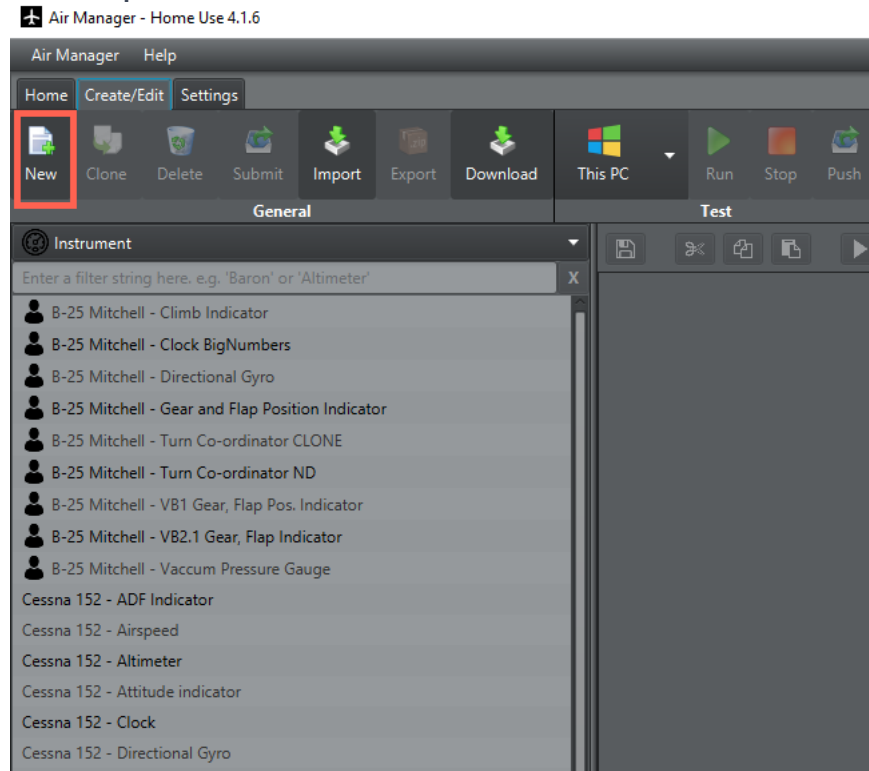 Air Manager - Home Use 4.1.6
Air Manager Help
Home Create/Edit Settings
New Clone Delete Submit Import Export Download This PC Run Stop Push
General Test
Instrument
Enter a filter string here. e.g. 'Baron' or 'Altimeter' X
B-25 Mitchell - Climb Indicator
B-25 Mitchell - Clock BigNumbers
B-25 Mitchell - Directional Gyro
B-25 Mitchell - Gear and Flap Position Indicator
B-25 Mitchell - Turn Co-ordinator CLONE
B-25 Mitchell - Turn Co-ordinator ND
B-25 Mitchell - VB1 Gear, Flap Pos. Indicator
B-25 Mitchell - VB2.1 Gear, Flap Indicator
B-25 Mitchell - Vaccum Pressure Gauge
Cessna 152 - ADF Indicator
Cessna 152 - Airspeed
Cessna 152 - Altimeter
Cessna 152 - Attitude indicator
Cessna 152 - Clock
Cessna 152 - Directional Gyro